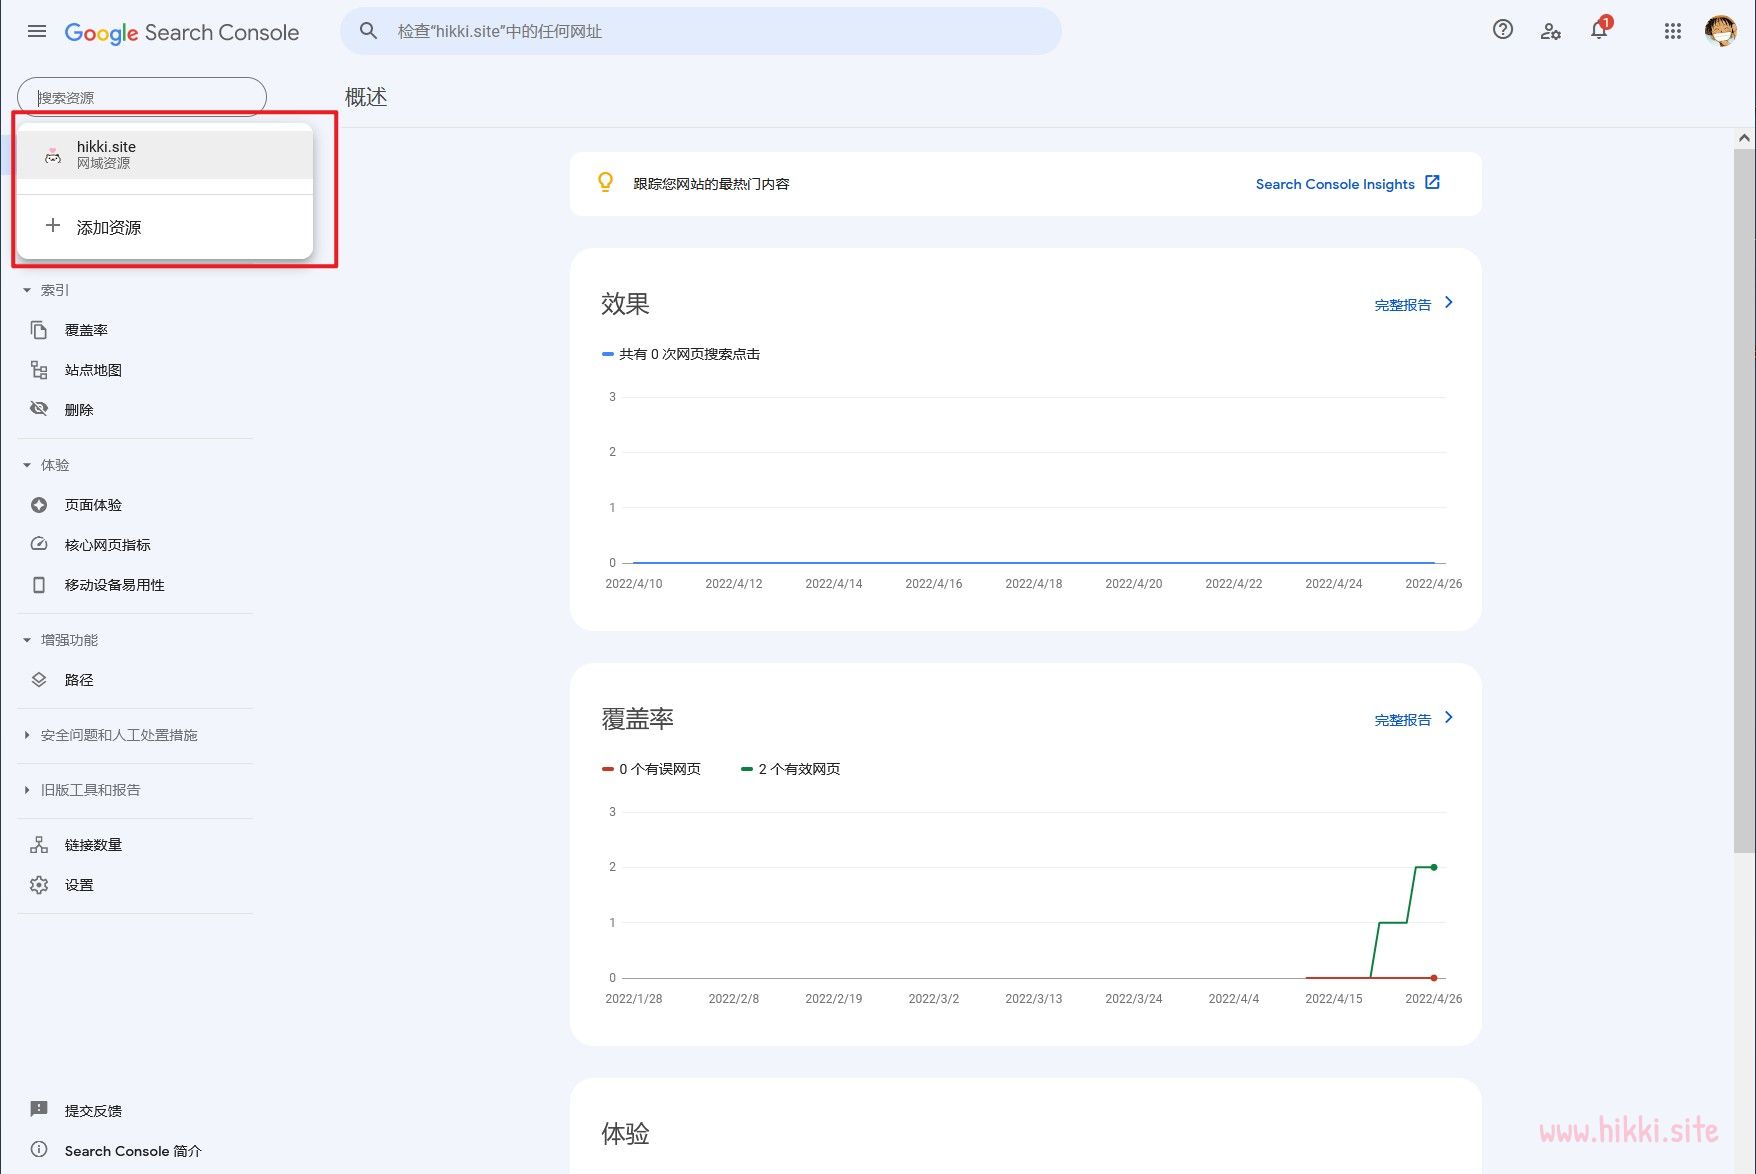 Google Search Console
检查“hikki.site”中的任何网址
1
搜索资源
概述
hikki.site
网域资源
添加资源
跟踪您网站的最热门内容
Search Console Insights
索引
覆盖率
站点地图
删除
体验
页面体验
核心网页指标
移动设备易用性
增强功能
路径
安全问题和人工处置措施
旧版工具和报告
链接数量
设置
提交反馈
Search Console 简介
效果
完整报告
共有 0 次网页搜索点击
3
2
1
0
2022/4/10 2022/4/12 2022/4/14 2022/4/16 2022/4/18 2022/4/20 2022/4/22 2022/4/24 2022/4/26
覆盖率
完整报告
0 个有误网页 2 个有效网页
3
2
1
0
2022/1/28 2022/2/8 2022/2/19 2022/3/2 2022/3/13 2022/3/24 2022/4/4 2022/4/15 2022/4/26
体验
www.hikki.site